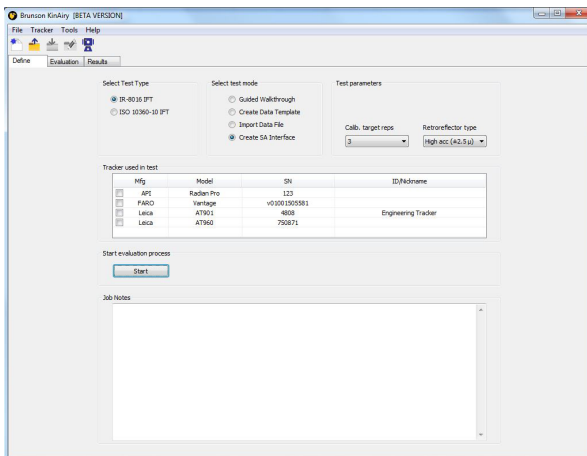 Brunson KinAiry [BETA VERSION]
File Tracker Tools Help
Define Evaluation Results
Select Test Type
IR-8016 IFT
ISO 10360-10 IFT
Select test mode
Guided Walkthrough
Create Data Template
Import Data File
Create SA Interface
Test parameters
Calib. target reps
3
Retroreflector type
High acc (±2.5 µ)
Tracker used in test
Mfg Model SN ID/Nickname
API Radian Pro 123
FARO Vantage v01001505581
Leica AT901 4808 Engineering Tracker
Leica AT960 750871
Start evaluation process
Start
Job Notes